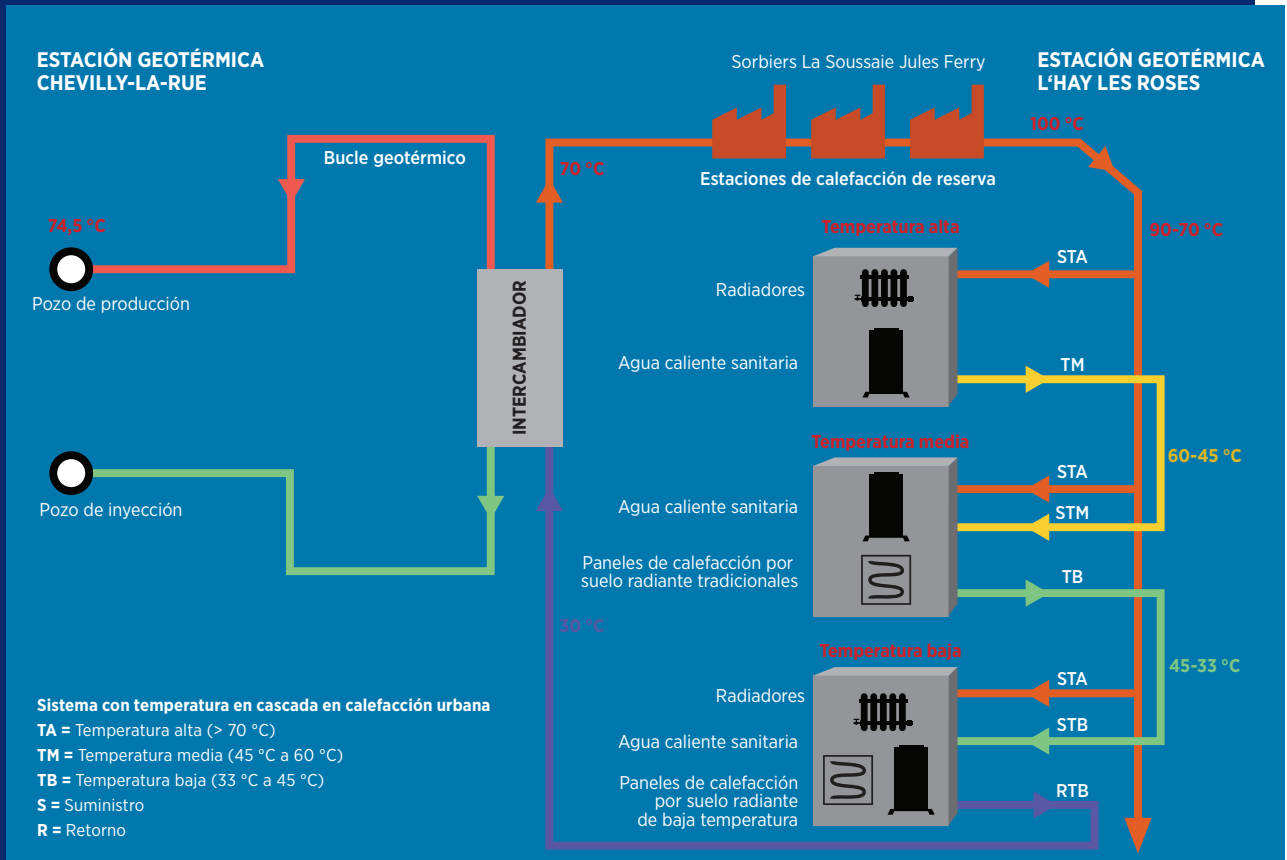 ESTACIÓN GEOTÉRMICA
CHEVILLY-LA-RUE
Sorbiers La Soussaie Jules Ferry
ESTACIÓN GEOTÉRMICA
L'HAY LES ROSES
100 °C
Bucle geotérmico
70 °C
Estaciones de calefacción de reserva
74,5 °C
Pozo de producción
Temperatura alta
90-70 °C
STA
Radiadores
INTERCAMBIADOR
Agua caliente sanitaria
TM
Temperatura media
60-45 °C
STA
Pozo de inyección
Agua caliente sanitaria
STM
Paneles de calefacción por
suelo radiante tradicionales
TB
30 °C
Temperatura baja
45-33 °C
STA
Radiadores
STB
Agua caliente sanitaria
Paneles de calefacción
por suelo radiante
de baja temperatura
RTB
Sistema con temperatura en cascada en calefacción urbana
TA = Temperatura alta (> 70 °C)
TM = Temperatura media (45 °C a 60 °C)
TB = Temperatura baja (33 °C a 45 °C)
S = Suministro
R = Retorno